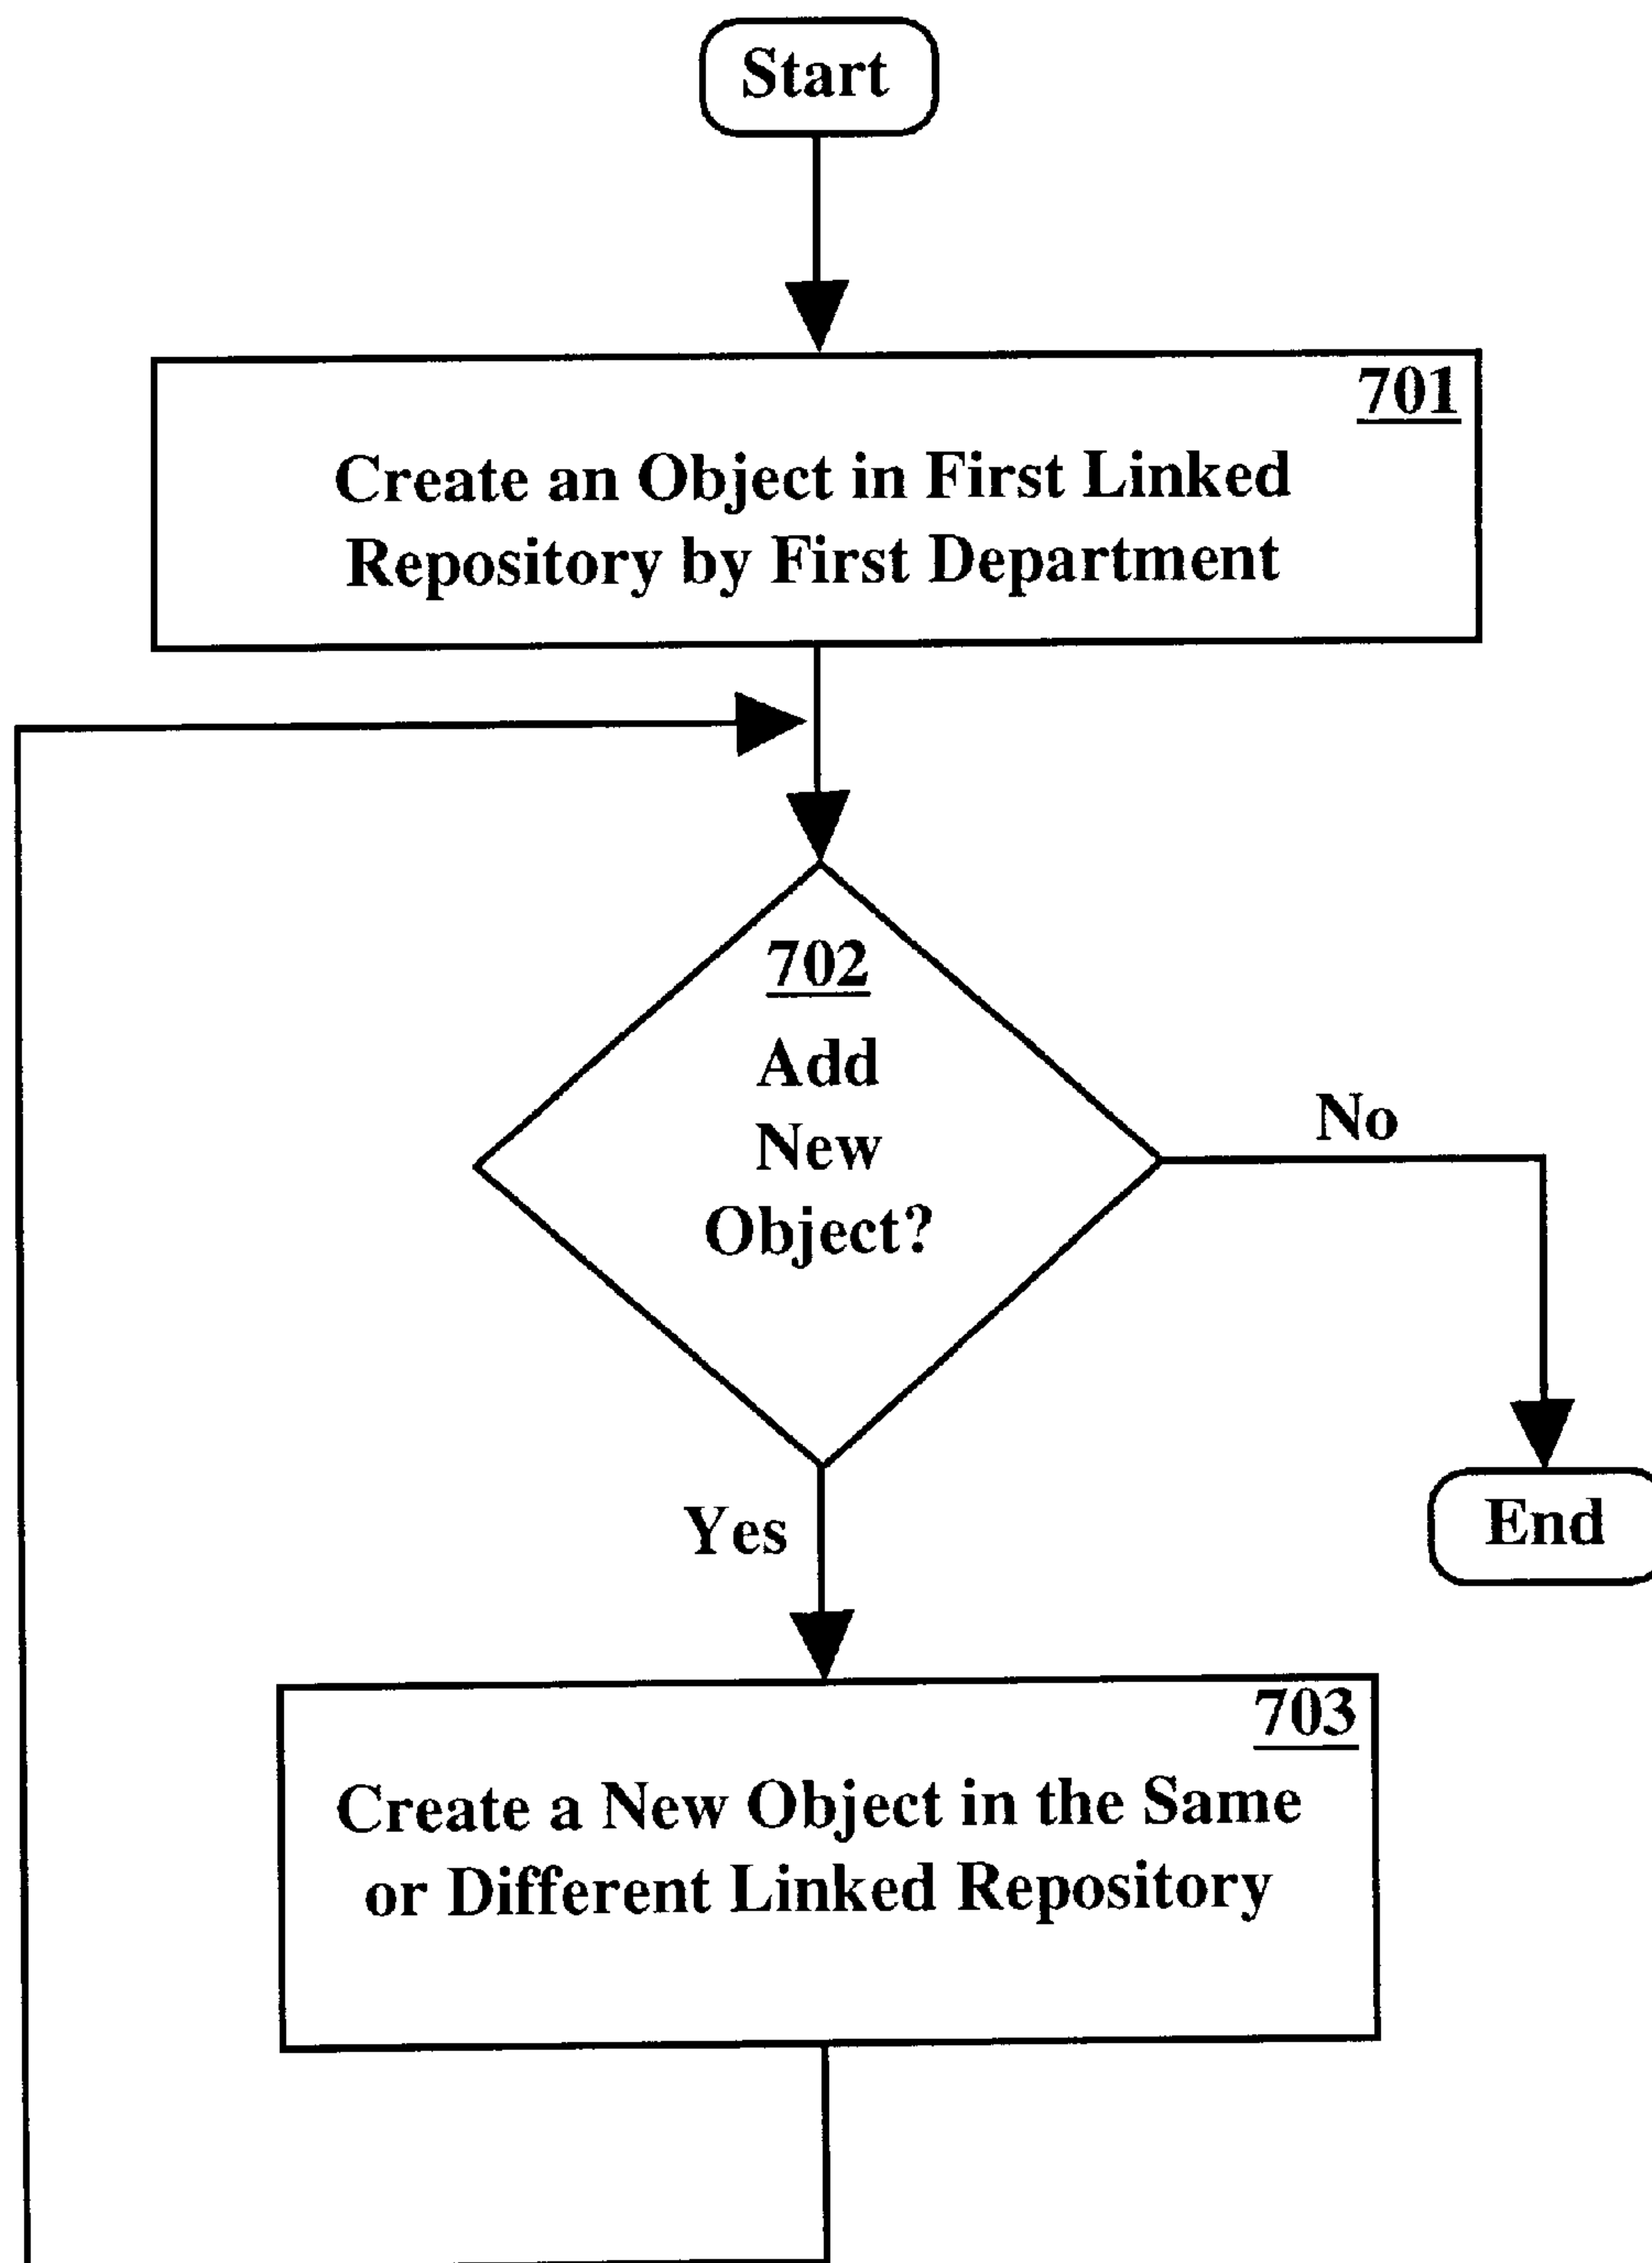 Start
701
Create an Object in First Linked
Repository by First Department
702
Add
New
Object?
No
Yes
End
703
Create a New Object in the Same
or Different Linked Repository